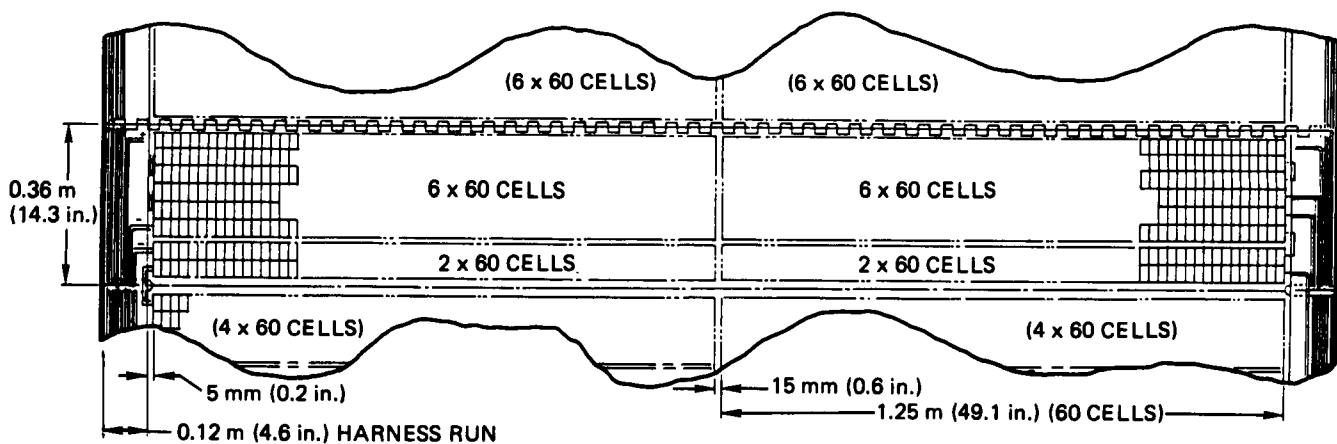 (6 x 60 CELLS) (6 x 60 CELLS)
0.36 m
(14.3 in.)
6 x 60 CELLS 6 x 60 CELLS
2 x 60 CELLS 2 x 60 CELLS
(4 x 60 CELLS) (4 x 60 CELLS)
5 mm (0.2 in.) 15 mm (0.6 in.)
1.25 m (49.1 in.) (60 CELLS)
0.12 m (4.6 in.) HARNESS RUN